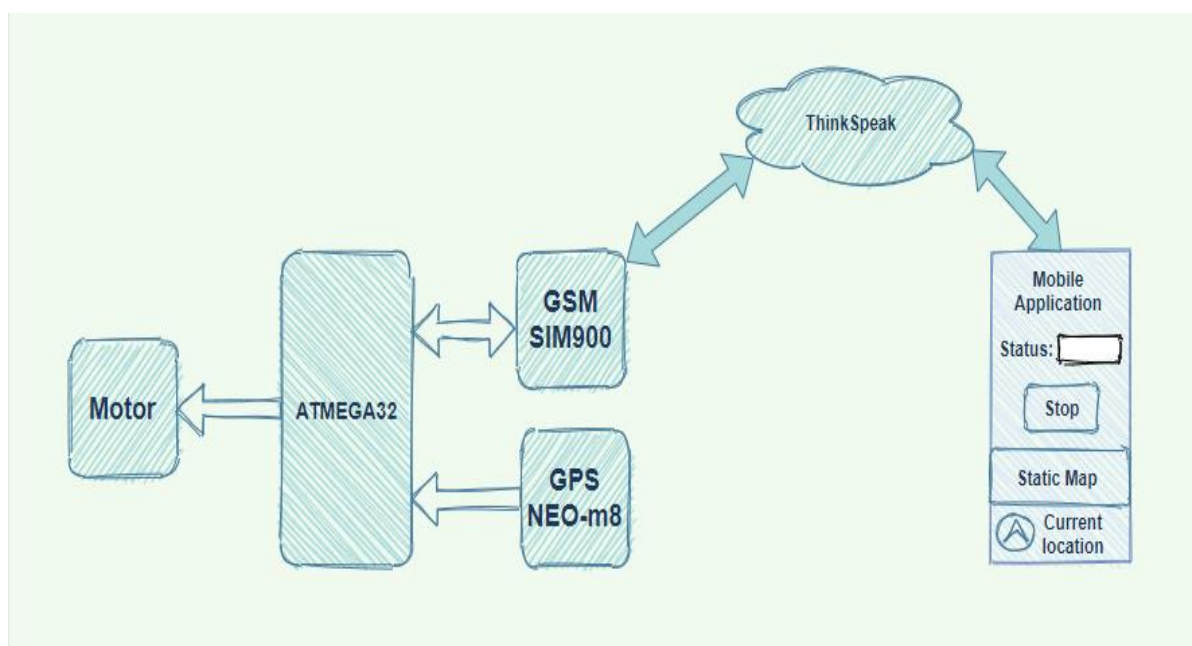 ThinkSpeak
GSM
SIM900
Motor
ATMEGA32
GPS
NEO-m8
Mobile
Application
Status:
Stop
Static Map
Current
location